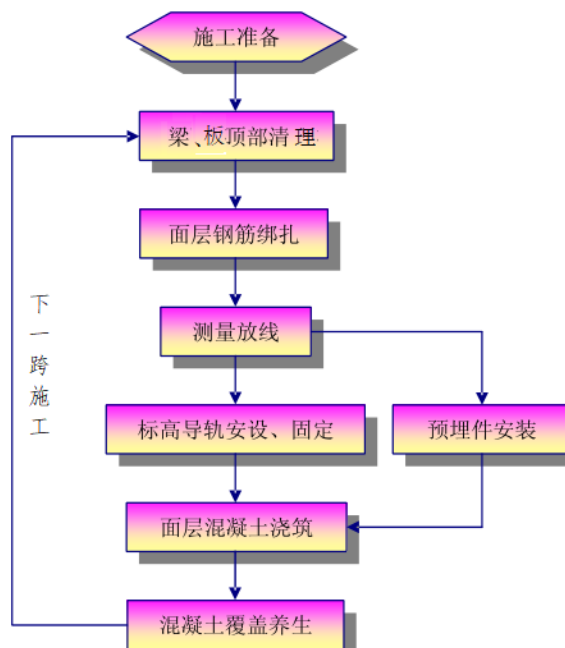 施工准备
梁、板顶部清理
面层钢筋绑扎
下一跨施工
测量放线
标高导轨安设、固定
预埋件安装
面层混凝土浇筑
混凝土覆盖养生